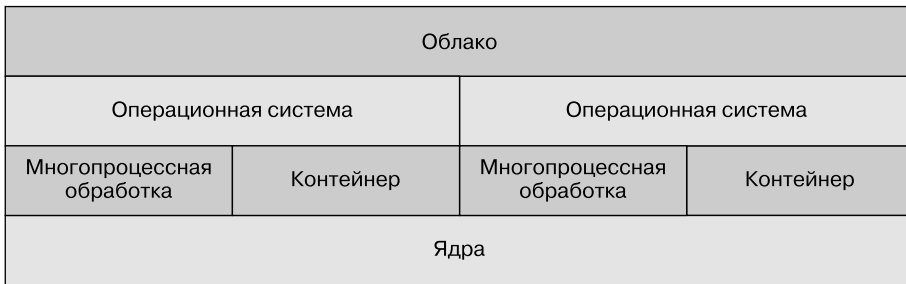 Облако
Операционная система
Операционная система
Многопроцессная
обработка
Контейнер
Многопроцессная
обработка
Контейнер
Ядра